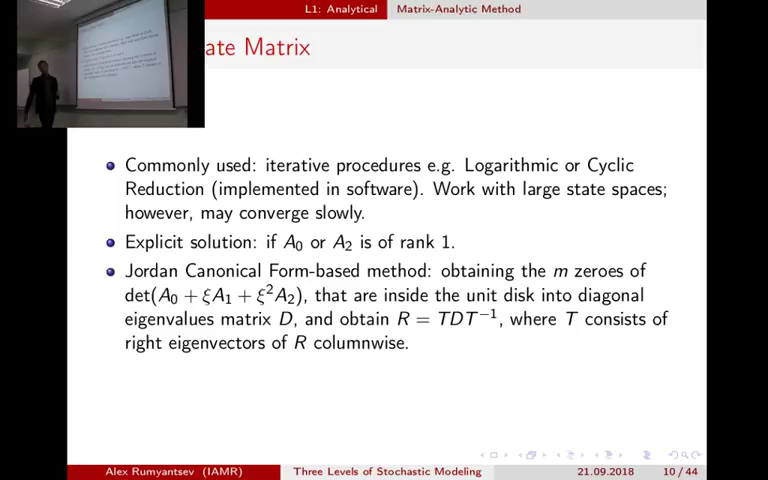 L1: Analytical Matrix-Analytic Method
ate Matrix
Commonly used: iterative procedures e.g. Logarithmic or Cyclic
Reduction (implemented in software). Work with large state spaces;
however, may converge slowly.
Explicit solution: if A₀ or A₂ is of rank 1.
Jordan Canonical Form-based method: obtaining the m zeroes of
det(A₀ + ξA₁ + ξ²A₂), that are inside the unit disk into diagonal
eigenvalues matrix D, and obtain R = TDT⁻¹, where T consists of
right eigenvectors of R columnwise.
Alex Rumyantsev (IAMR) Three Levels of Stochastic Modeling 21.09.2018 10 / 44